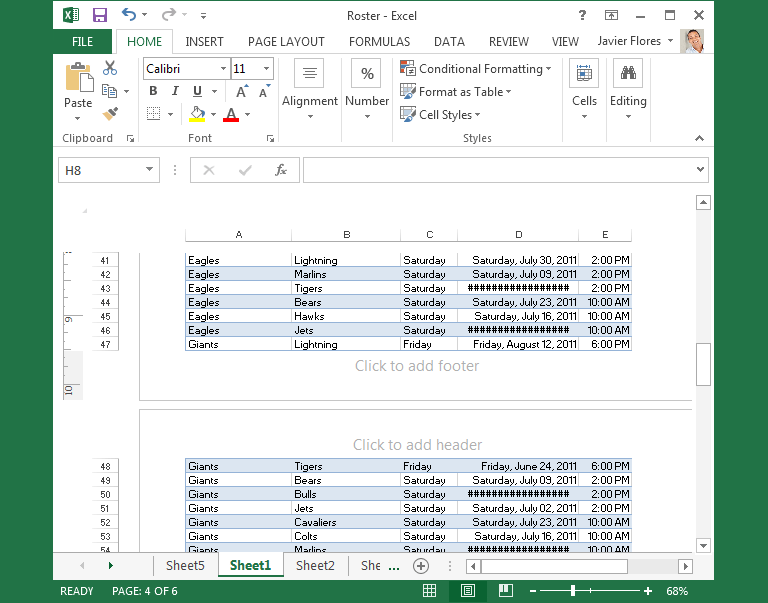 Roster - Excel
FILE HOME INSERT PAGE LAYOUT FORMULAS DATA REVIEW VIEW Javier Flores
Paste
Calibri 11
B I U A A
A
Alignment
%
Number
Conditional Formatting
Format as Table
Cell Styles
Cells
Editing
Clipboard Font Styles
H8 fx
A B C D E
41 Eagles Lightning Saturday Saturday, July 30, 2011 2:00 PM
42 Eagles Marlins Saturday Saturday, July 09, 2011 2:00 PM
43 Eagles Tigers Saturday ################# 2:00 PM
44 Eagles Bears Saturday Saturday, July 23, 2011 10:00 AM
45 Eagles Hawks Saturday Saturday, July 16, 2011 10:00 AM
46 Eagles Jets Saturday ################# 10:00 AM
47 Giants Lightning Friday Friday, August 12, 2011 6:00 PM
9
10
Click to add footer
Click to add header
48 Giants Tigers Friday Friday, June 24, 2011 6:00 PM
49 Giants Bears Saturday Saturday, July 09, 2011 2:00 PM
50 Giants Bulls Saturday ################# 2:00 PM
51 Giants Jets Saturday Saturday, July 02, 2011 2:00 PM
52 Giants Cavaliers Saturday Saturday, July 23, 2011 10:00 AM
53 Giants Colts Saturday Saturday, July 16, 2011 10:00 AM
54 Giants Marlins Saturday ################# 10:00 AM
Sheet5 Sheet1 Sheet2 She ...
READY PAGE: 4 OF 6 68%